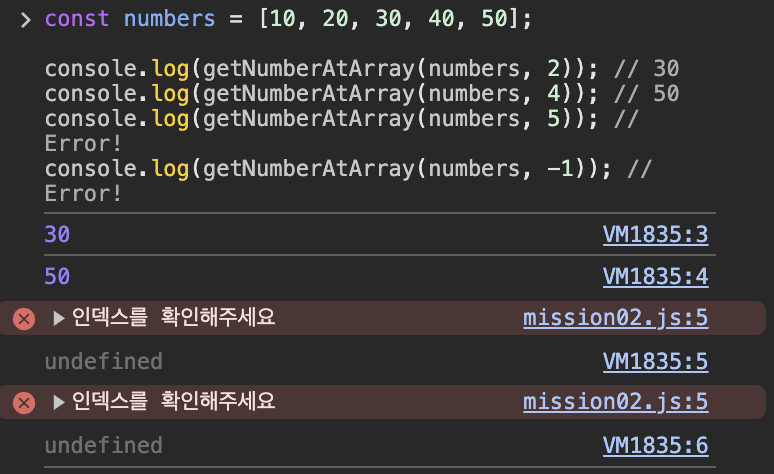 > const numbers = [10, 20, 30, 40, 50];
console.log(getNumberAtArray(numbers, 2)); // 30
console.log(getNumberAtArray(numbers, 4)); // 50
console.log(getNumberAtArray(numbers, 5)); //
Error!
console.log(getNumberAtArray(numbers, -1)); //
Error!
30 VM1835:3
50 VM1835:4
▶인덱스를 확인해주세요 mission02.js:5
undefined VM1835:5
▶인덱스를 확인해주세요 mission02.js:5
undefined VM1835:6